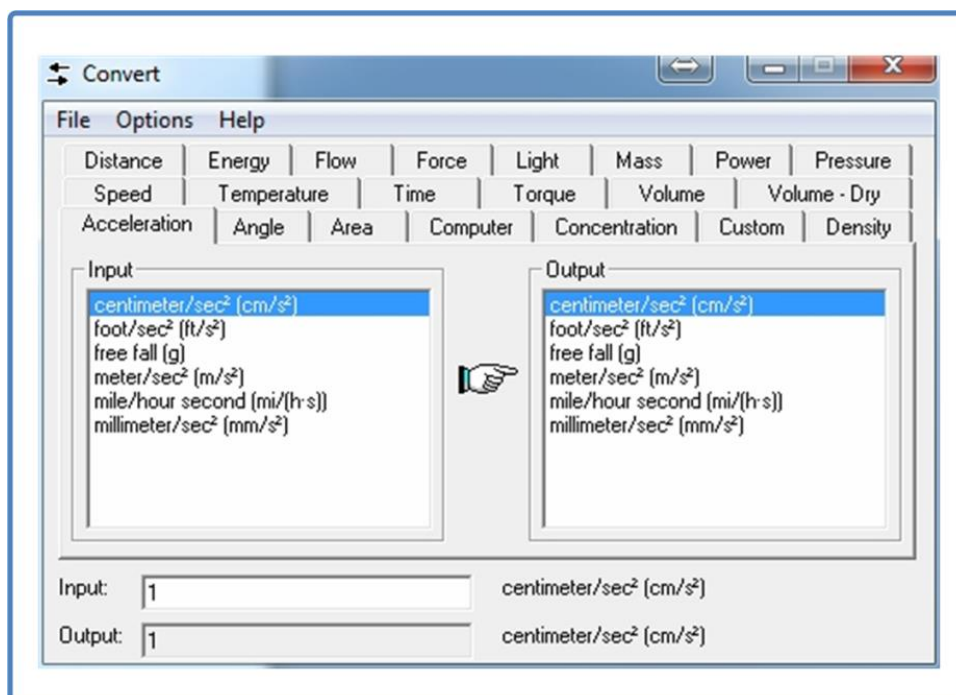 Convert
File Options Help
Distance Energy Flow Force Light Mass Power Pressure
Speed Temperature Time Torque Volume Volume - Dry
Acceleration Angle Area Computer Concentration Custom Density
Input Output
centimeter/sec² (cm/s²) centimeter/sec² (cm/s²)
foot/sec² (ft/s²) foot/sec² (ft/s²)
free fall (g) free fall (g)
meter/sec² (m/s²) meter/sec² (m/s²)
mile/hour second (mi/(h·s)) mile/hour second (mi/(h·s))
millimeter/sec² (mm/s²) millimeter/sec² (mm/s²)
Input: 1 centimeter/sec² (cm/s²)
Output: 1 centimeter/sec² (cm/s²)